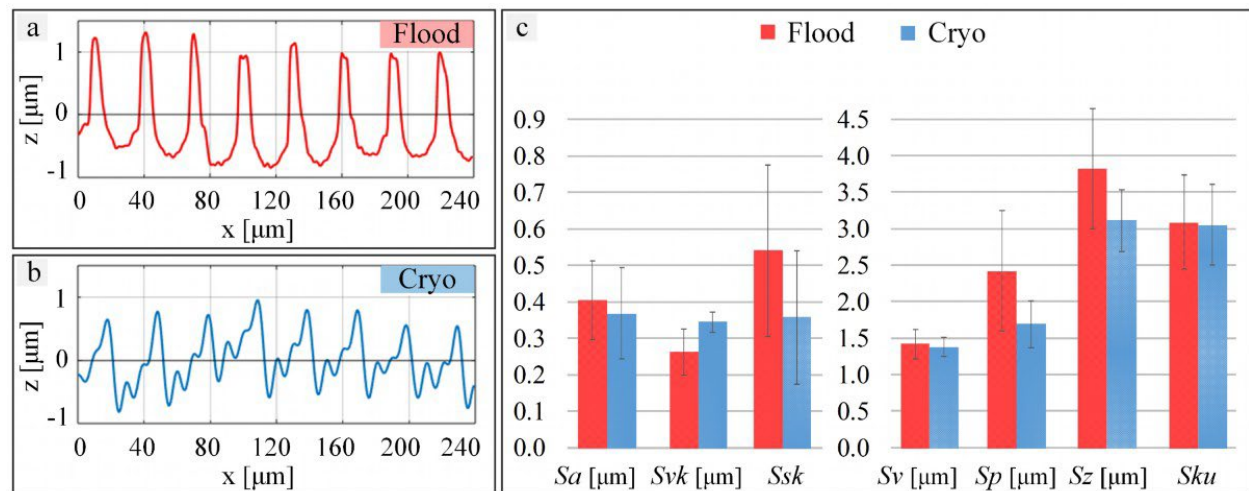 a
Flood
z [μm]
1
0
-1
0 40 80 120 160 200 240
x [μm]
b
Cryo
z [μm]
1
0
-1
0 40 80 120 160 200 240
x [μm]
c
Flood Cryo
0.9
0.8
0.7
0.6
0.5
0.4
0.3
0.2
0.1
0.0
Sa [μm] Svk [μm] Ssk
4.5
4.0
3.5
3.0
2.5
2.0
1.5
1.0
0.5
0.0
Sv [μm] Sp [μm] Sz [μm] Sku